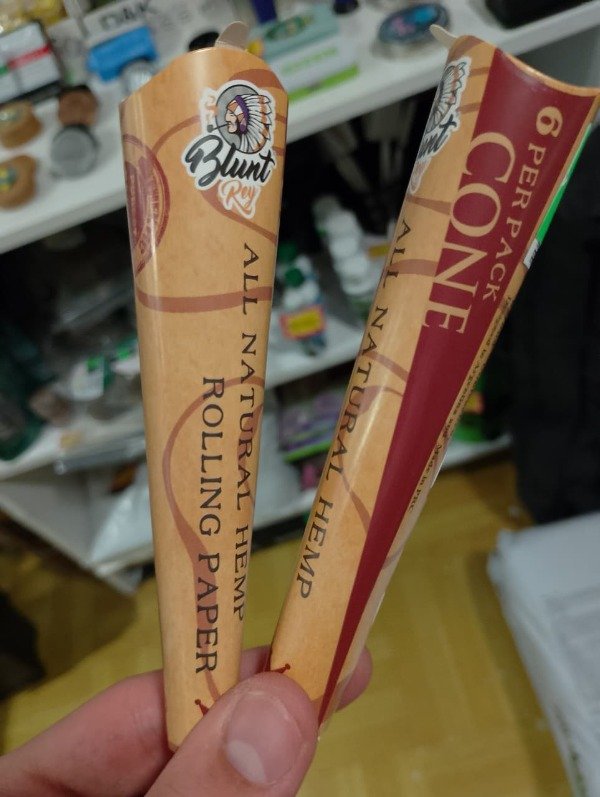 Blunt
Rey
ALL NATURAL HEMP
ROLLING PAPER
6 PER PACK
CONE
ALL NATURAL HEMP